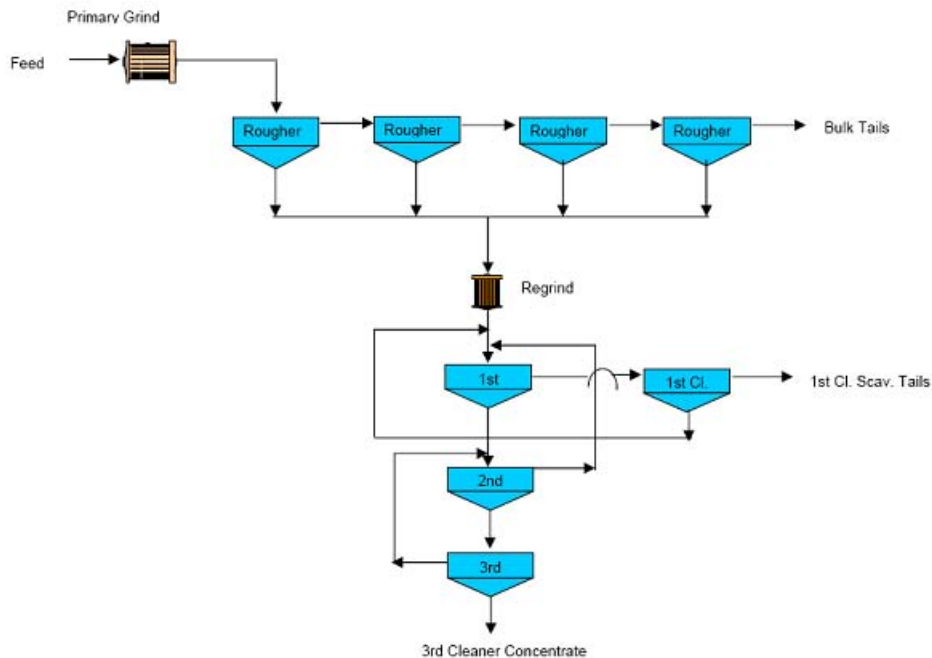 Primary Grind
Feed
Rougher
Rougher
Rougher
Rougher
Bulk Tails
Regrind
1st
1st Cl.
1st Cl. Scav. Tails
2nd
3rd
3rd Cleaner Concentrate